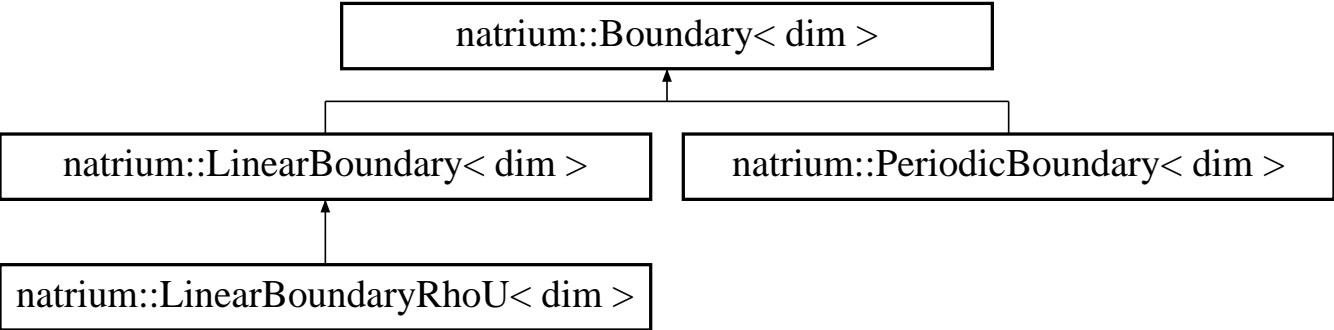 natrium::Boundary< dim >
natrium::LinearBoundary< dim >
natrium::PeriodicBoundary< dim >
natrium::LinearBoundaryRhoU< dim >